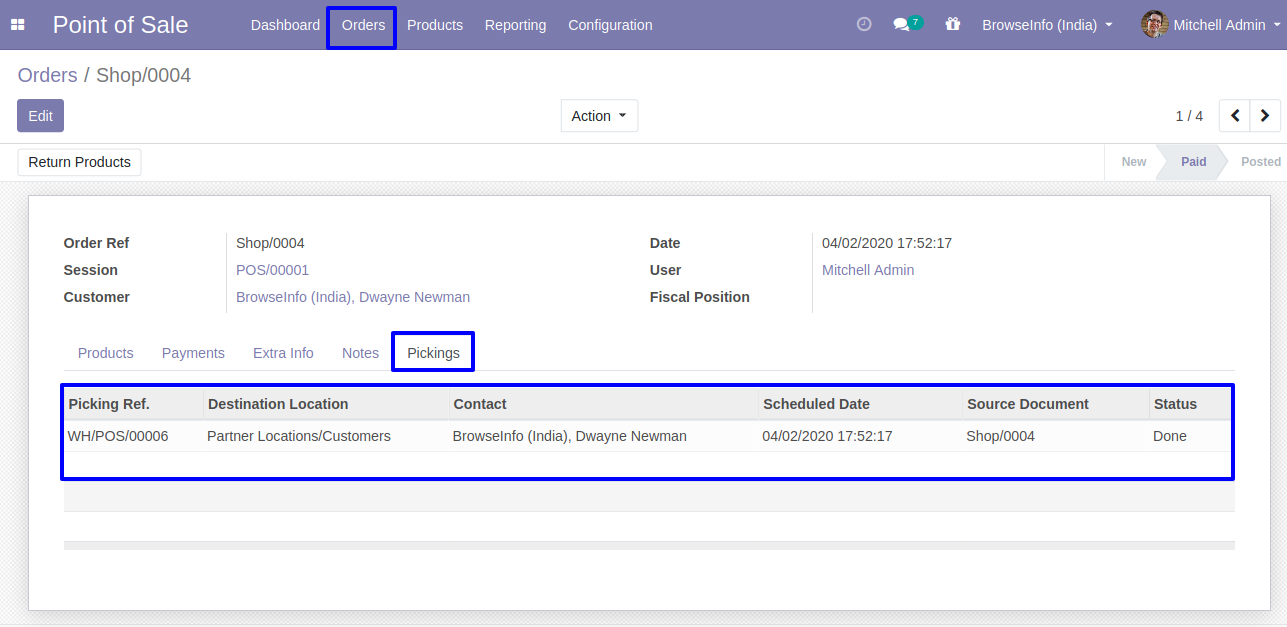 Point of Sale Dashboard Orders Products Reporting Configuration 7 BrowseInfo (India) Mitchell Admin
Orders / Shop/0004
Edit Action 1 / 4
Return Products New Paid Posted
Order Ref Shop/0004 Date 04/02/2020 17:52:17
Session POS/00001 User Mitchell Admin
Customer BrowseInfo (India), Dwayne Newman Fiscal Position
Products Payments Extra Info Notes Pickings
Picking Ref. Destination Location Contact Scheduled Date Source Document Status
WH/POS/00006 Partner Locations/Customers BrowseInfo (India), Dwayne Newman 04/02/2020 17:52:17 Shop/0004 Done